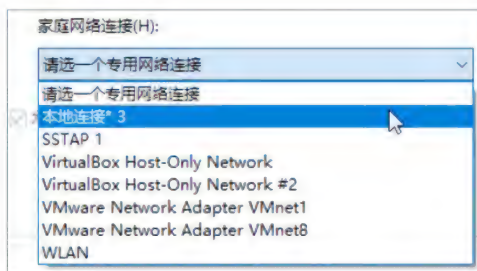 家庭网络连接(H):
请选一个专用网络连接
请选一个专用网络连接
本地连接* 3
SSTAP 1
VirtualBox Host-Only Network
VirtualBox Host-Only Network #2
VMware Network Adapter VMnet1
VMware Network Adapter VMnet8
WLAN